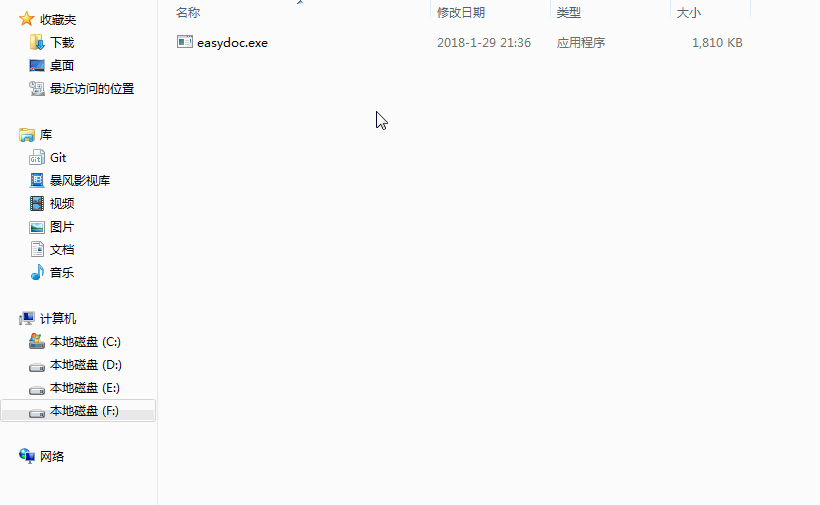 收藏夹
下载
桌面
最近访问的位置
库
Git
暴风影视库
视频
图片
文档
音乐
计算机
本地磁盘 (C:)
本地磁盘 (D:)
本地磁盘 (E:)
本地磁盘 (F:)
网络
名称 修改日期 类型 大小
easydoc.exe 2018-1-29 21:36 应用程序 1,810 KB